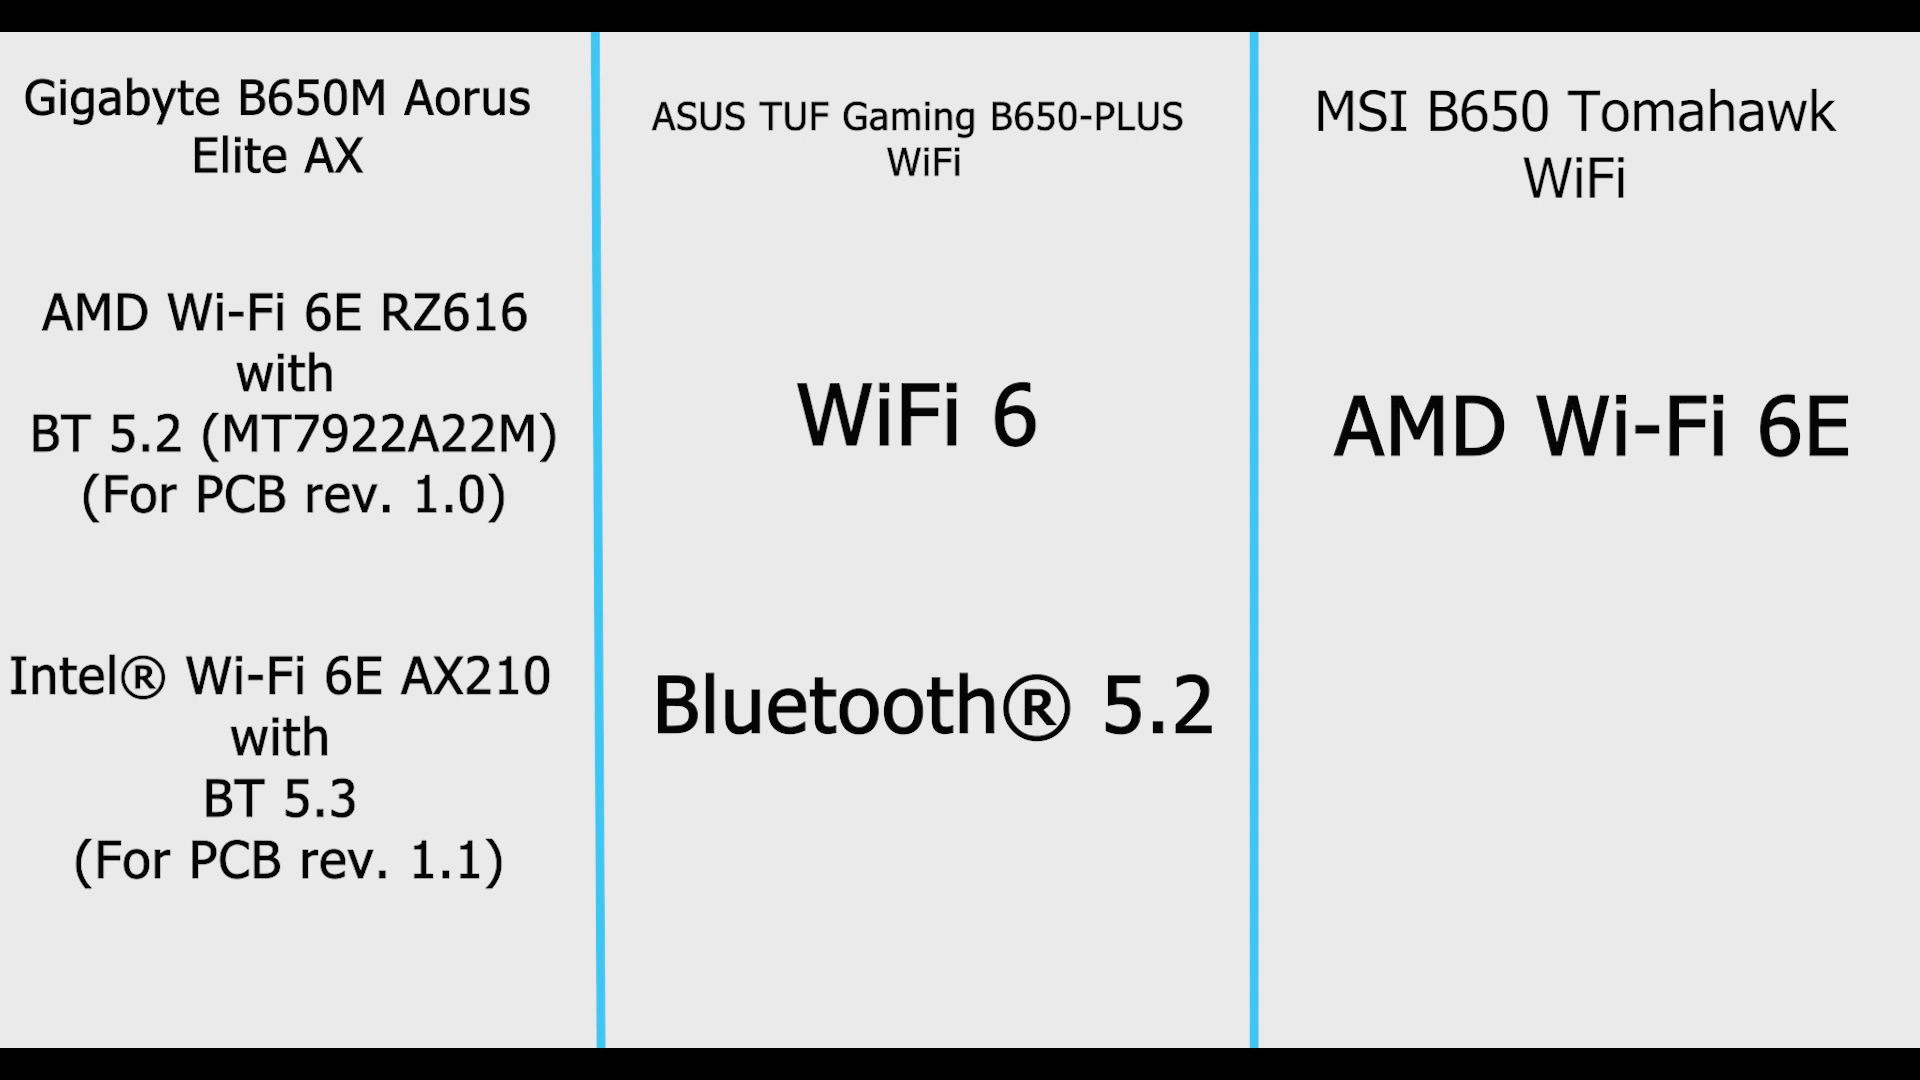 Gigabyte B650M Aorus
Elite AX
AMD Wi-Fi 6E RZ616
with
BT 5.2 (MT7922A22M)
(For PCB rev. 1.0)
Intel® Wi-Fi 6E AX210
with
BT 5.3
(For PCB rev. 1.1)
ASUS TUF Gaming B650-PLUS
WiFi
WiFi 6
Bluetooth® 5.2
MSI B650 Tomahawk
WiFi
AMD Wi-Fi 6E